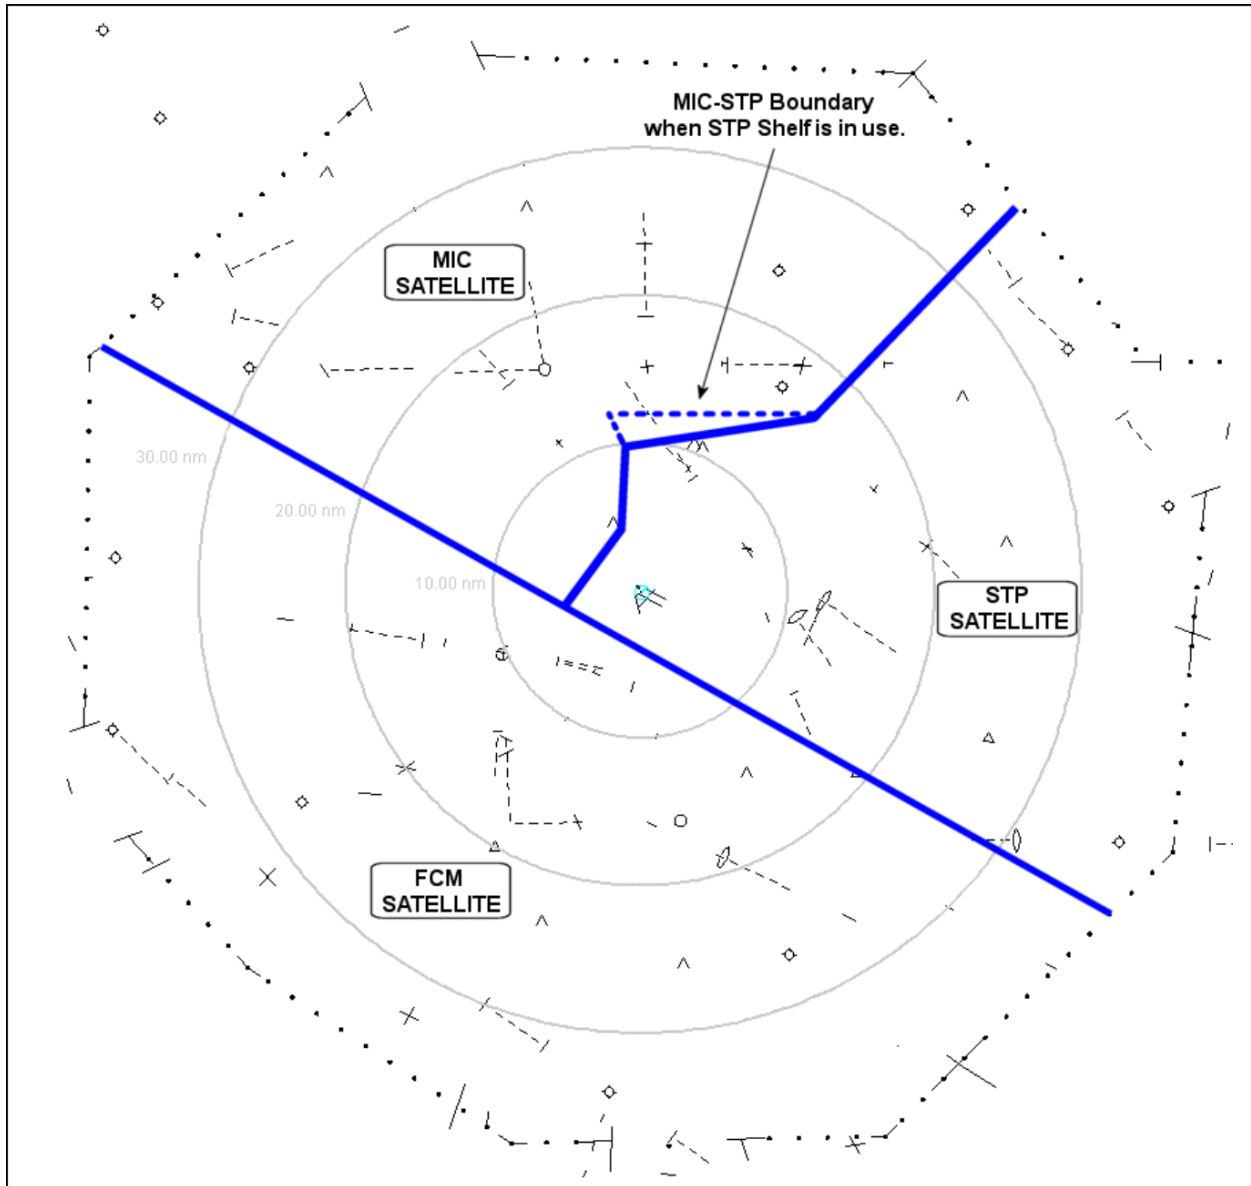 MIC-STP Boundary
when STP Shelf is in use.
MIC
SATELLITE
30.00 nm
20.00 nm
10.00 nm
STP
SATELLITE
FCM
SATELLITE